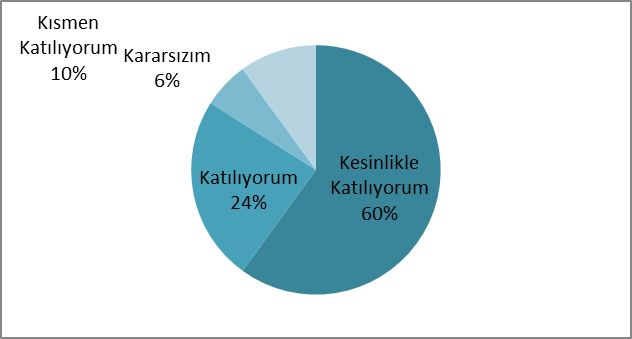 Kısmen
Katılıyorum
10%
Kararsızım
6%
Katılıyorum
24%
Kesinlikle
Katılıyorum
60%